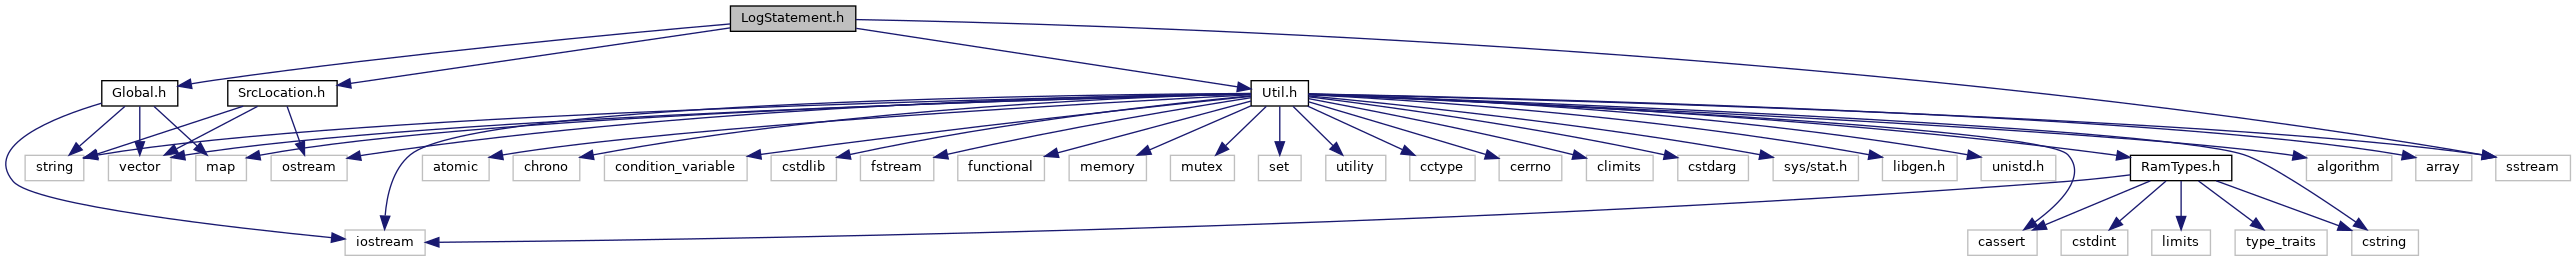 LogStatement.h
Global.h
SrcLocation.h
Util.h
string
vector
map
ostream
atomic
chrono
condition_variable
cstdlib
fstream
functional
memory
mutex
set
utility
cctype
cerrno
climits
cstdarg
sys/stat.h
libgen.h
unistd.h
RamTypes.h
algorithm
array
sstream
iostream
cassert
cstdint
limits
type_traits
cstring